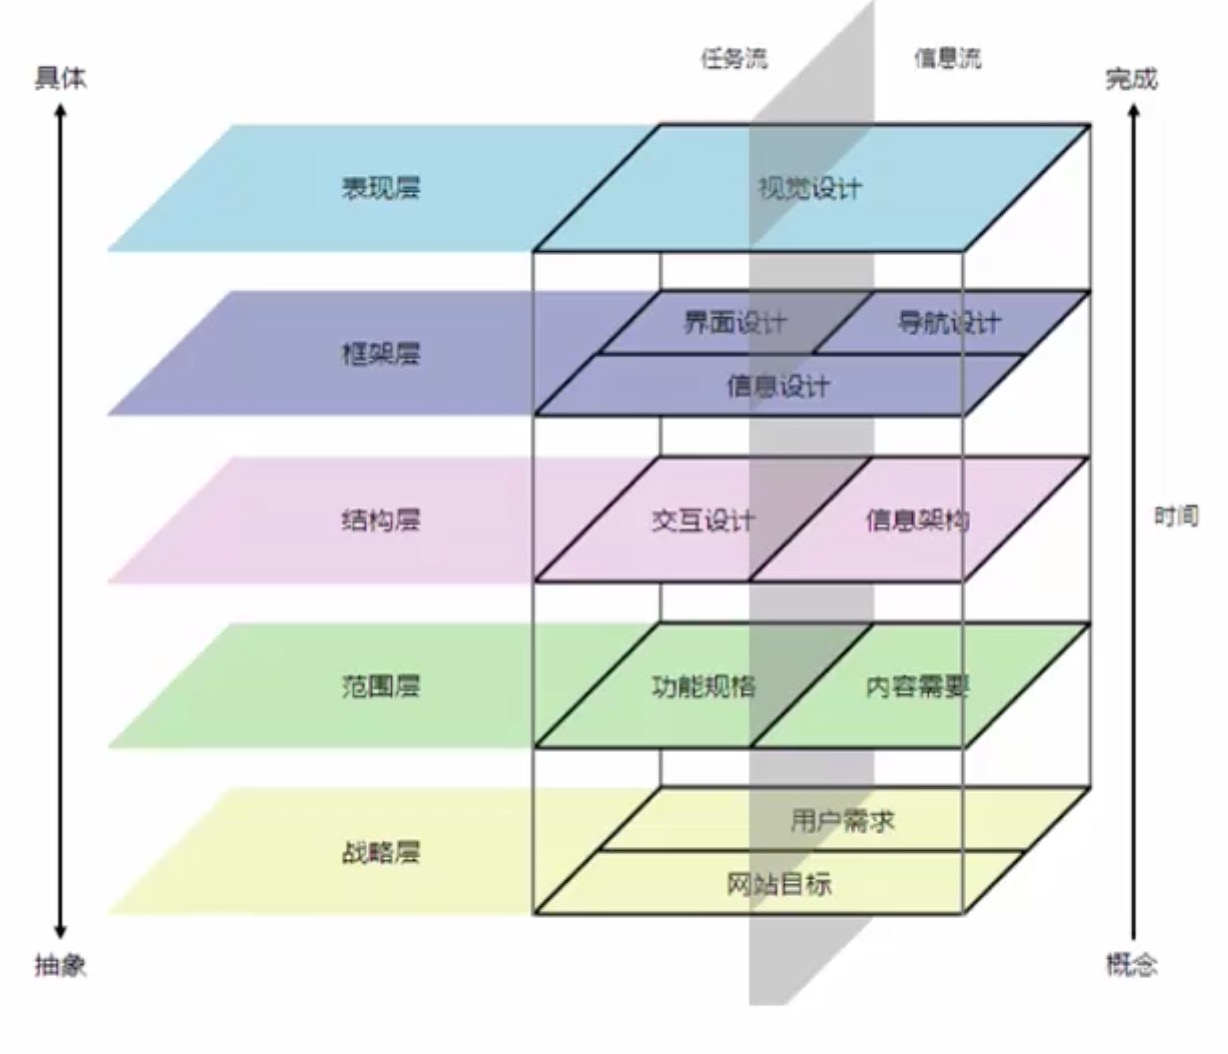 任务流
信息流
具体
完成
表现层
视觉设计
界面设计
导航设计
框架层
信息设计
结构层
交互设计
信息架构
时间
范围层
功能规格
内容需要
用户需求
战略层
网站目标
抽象
概念